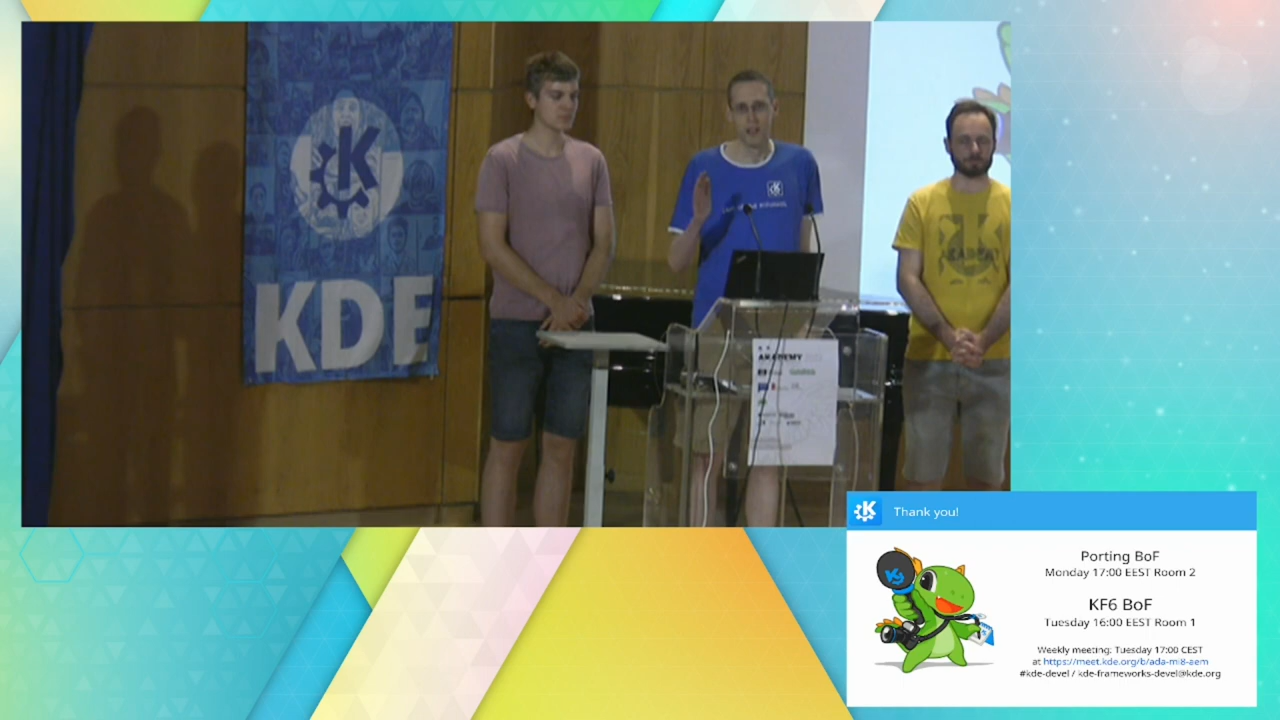 KDE
AKADEMY
Thank you!
Porting BoF
Monday 17:00 EEST Room 2
KF6 BoF
Tuesday 16:00 EEST Room 1
Weekly meeting: Tuesday 17:00 CEST
at https://meet.kde.org/b/ada-mi8-aem
#kde-devel / kde-frameworks-devel@kde.org